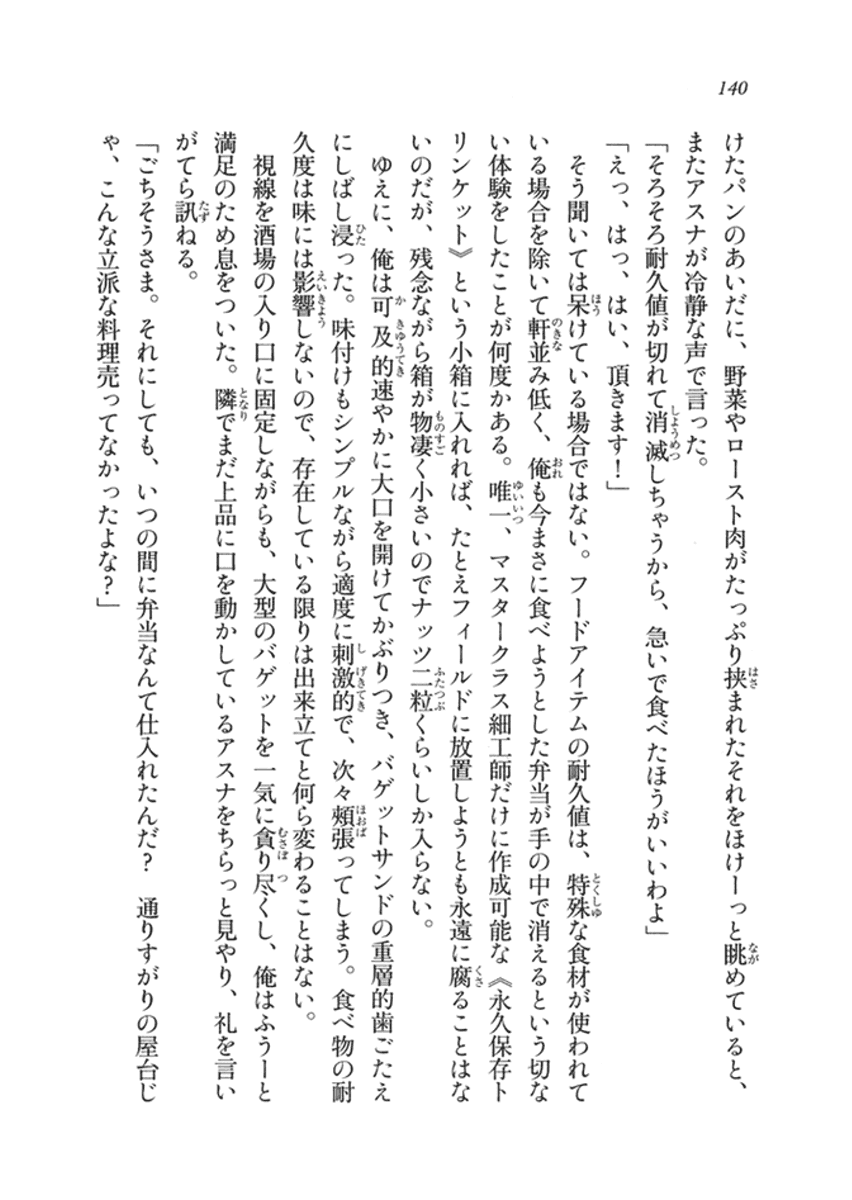 140
けたパンのあいだに、野菜やロースト肉がたっぷり挟まれたそれをほけーっと眺めていると、
またアスナが冷静な声で言った。
「そろそろ耐久値が切れて消滅しちゃうから、急いで食べたほうがいいわよ」
「えっ、はっ、はい、頂きます！」
そう聞いては呆けている場合ではない。フードアイテムの耐久値は、特殊な食材が使われて
いる場合を除いて軒並み低く、俺も今まさに食べようとした弁当が手の中で消えるという切な
い体験をしたことが何度かある。唯一、マスタークラス細工師だけに作成可能な《永久保存ト
リンケット》という小箱に入れれば、たとえフィールドに放置しようとも永遠に腐ることはな
いのだが、残念ながら箱が物凄く小さいのでナッツ二粒くらいしか入らない。
ゆえに、俺は可及的速やかに大口を開けてかぶりつき、バゲットサンドの重層的歯ごたえ
にしばし浸った。味付けもシンプルながら適度に刺激的で、次々頰張ってしまう。食べ物の耐
久度は味には影響しないので、存在している限りは出来立てと何ら変わることはない。
視線を酒場の入り口に固定しながらも、大型のバゲットを一気に貪り尽くし、俺はふうーと
満足のため息をついた。隣でまだ上品に口を動かしているアスナをちらっと見やり、礼を言い
がてら訊ねる。
「ごちそうさま。それにしても、いつの間に弁当なんて仕入れたんだ？　通りすがりの屋台じ
ゃ、こんな立派な料理売ってなかったよな？」